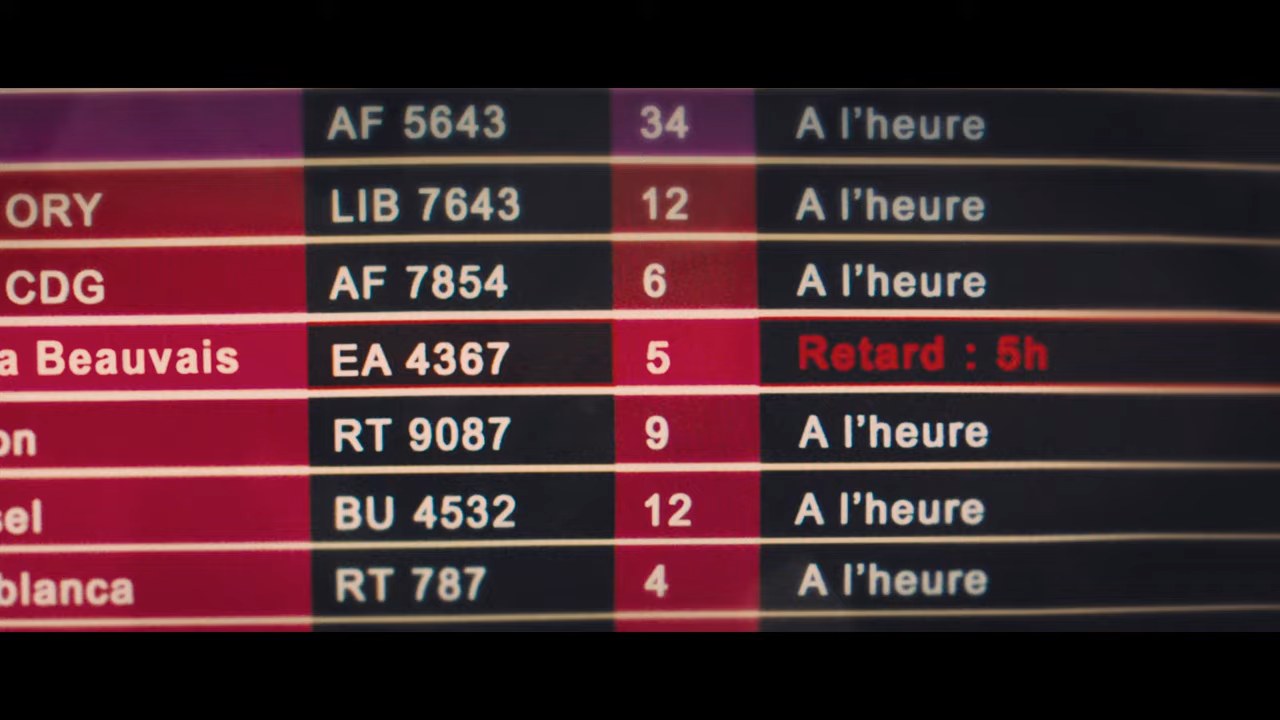 AF 5643 34 A l'heure
ORY LIB 7643 12 A l'heure
CDG AF 7854 6 A l'heure
a Beauvais EA 4367 5 Retard : 5h
on RT 9087 9 A l'heure
sel BU 4532 12 A l'heure
blanca RT 787 4 A l'heure